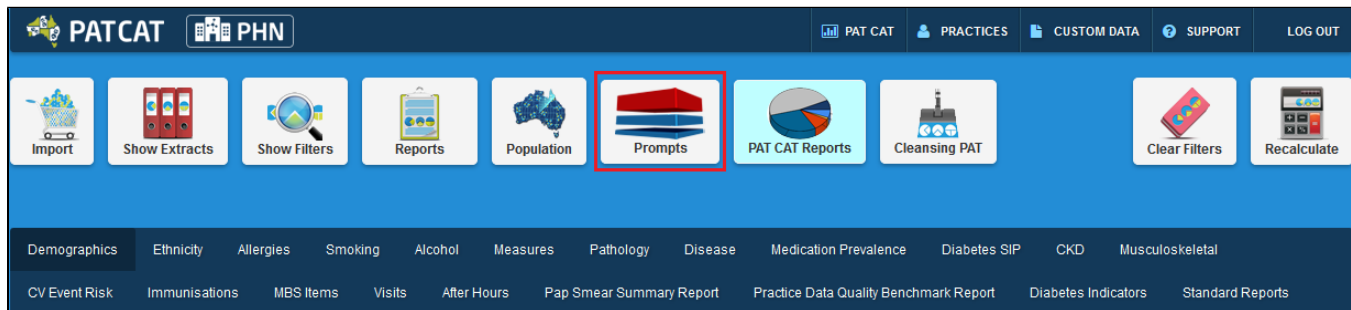 PATCAT PHN PAT CAT PRACTICES CUSTOM DATA SUPPORT LOG OUT
Import Show Extracts Show Filters Reports Population Prompts PAT CAT Reports Cleansing PAT Clear Filters Recalculate
Demographics Ethnicity Allergies Smoking Alcohol Measures Pathology Disease Medication Prevalence Diabetes SIP CKD Musculoskeletal
CV Event Risk Immunisations MBS Items Visits After Hours Pap Smear Summary Report Practice Data Quality Benchmark Report Diabetes Indicators Standard Reports